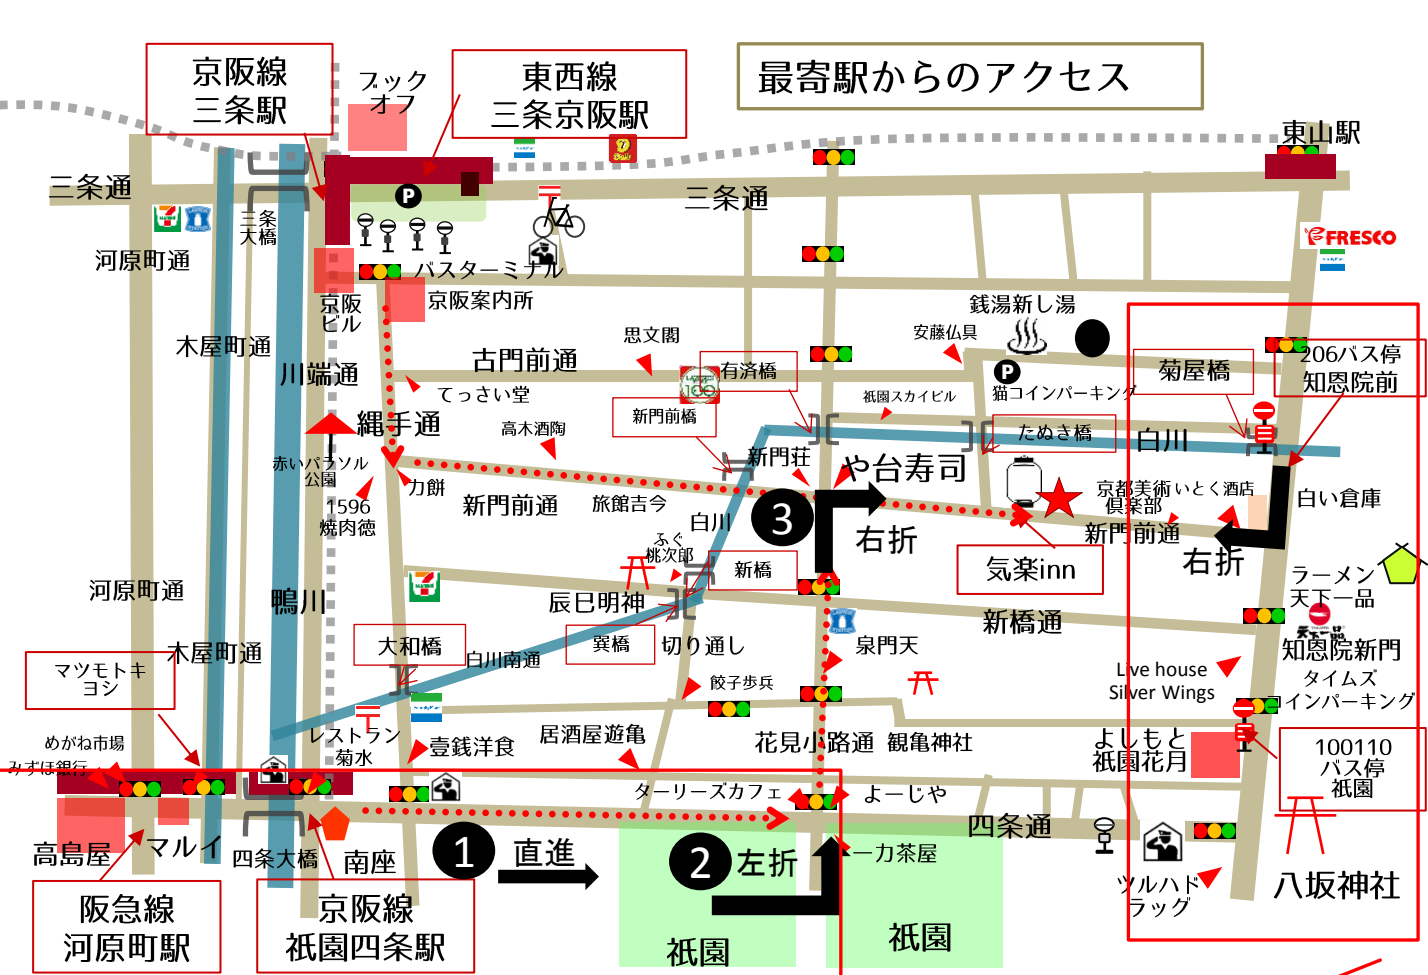 最寄駅からのアクセス
京阪線
三条駅
ブック
オフ
東西線
三条京阪駅
東山駅
三条通
三条通
P
FRESCO
三条
大橋
河原町通
バスターミナル
京阪
ビル
京阪案内所
銭湯新し湯
思文閣
安藤仏具
木屋町通
川端通
古門前通
有済橋
P
猫コインパーキング
菊屋橋
206バス停
知恩院前
てっさい堂
100
祇園スカイビル
新門前橋
縄手通
高木酒陶
たぬき橋
白川
赤いパラソル
公園
新門荘
や台寿司
力餅
1596
焼肉徳
新門前通
旅館吉今
白川
3
右折
京都美術
倶楽部
いとく酒店
白い倉庫
新門前通
右折
ふぐ
桃次郎
新橋
気楽inn
河原町通
鴨川
辰巳明神
新橋通
ラーメン
天下一品
天下一品
木屋町通
大和橋
白川南通
巽橋
切り通し
泉門天
知恩院新門
マツモトキ
ヨシ
餃子歩兵
Live house
Silver Wings
タイムズ
コインパーキング
めがね市場
みずほ銀行
レストラン
菊水
壹銭洋食
居酒屋遊亀
花見小路通
観亀神社
よしもと
祇園花月
100110
バス停
祇園
ターリーズカフェ
よーじや
四条通
高島屋
マルイ
四条大橋
南座
1
直進
2
左折
一力茶屋
ツルハド
ラッグ
八坂神社
阪急線
河原町駅
京阪線
祇園四条駅
祇園
祇園